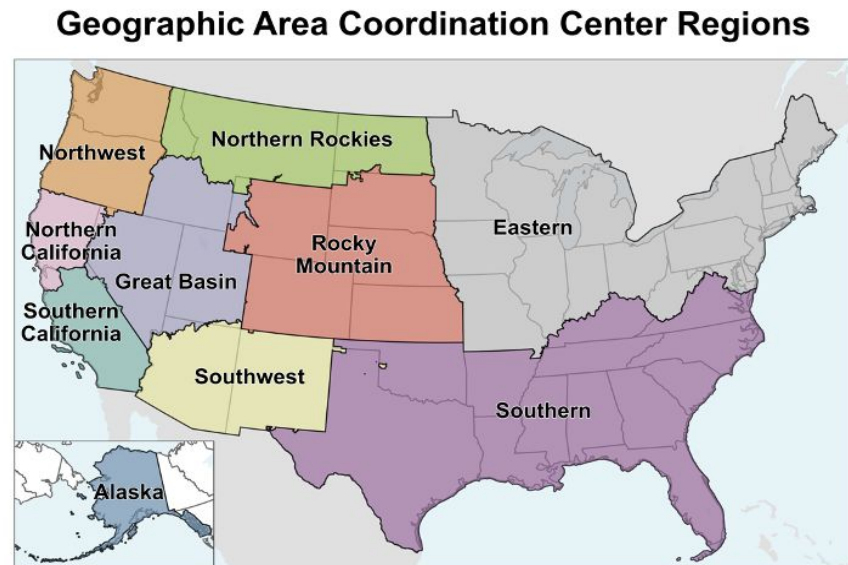 Geographic Area Coordination Center Regions
Northwest
Northern Rockies
Northern
California
Great Basin
Rocky
Mountain
Eastern
Southern
California
Southwest
Southern
Alaska